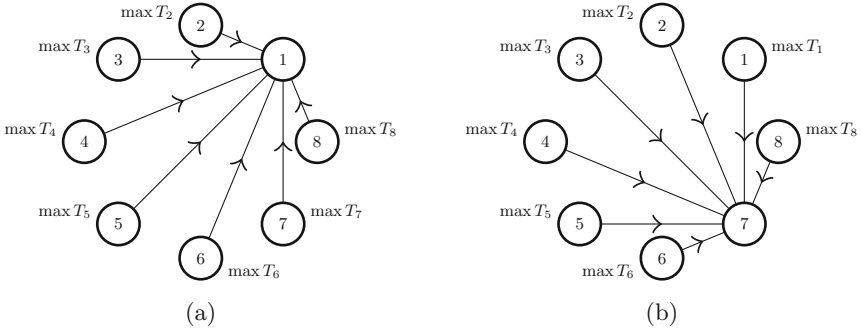 max T₂
2
max T₃
3
1
max T₄
4
8
max T₈
max T₅
5
7
max T₇
6
max T₆
(a)
max T₂
2
max T₃
3
1
max T₁
max T₄
4
8
max T₈
max T₅
5
7
6
max T₆
(b)